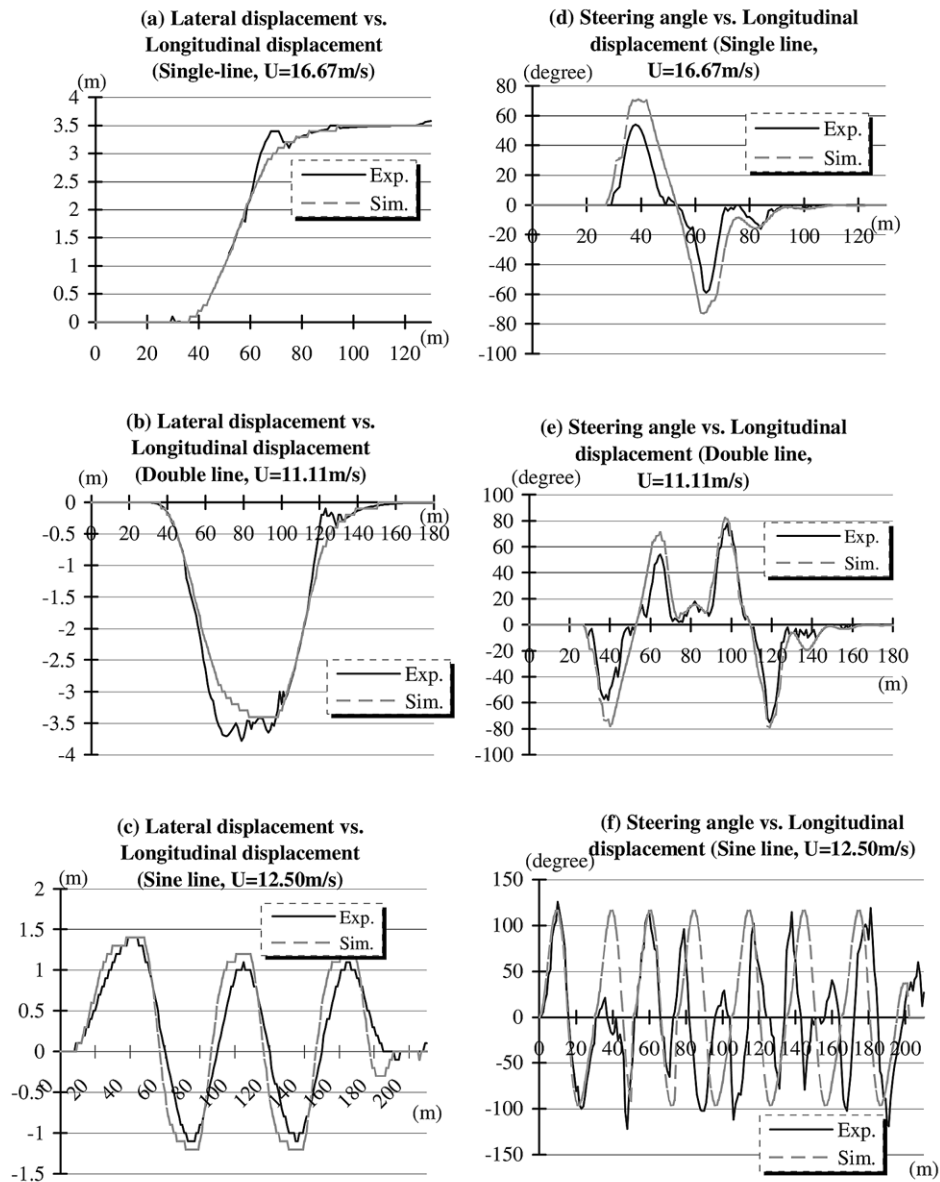 (a) Lateral displacement vs.
Longitudinal displacement
(Single-line, U=16.67m/s)
(m)
4
3.5
3
2.5
2
1.5
1
0.5
0
0 20 40 60 80 100 120
(m)
Exp.
Sim.
(d) Steering angle vs. Longitudinal
displacement (Single line,
U=16.67m/s)
(degree)
80
60
40
20
0
-20
-40
-60
-80
-100
0 20 40 60 80 100 120
(m)
Exp.
Sim.
(b) Lateral displacement vs.
Longitudinal displacement
(Double line, U=11.11m/s)
(m)
0
-0.5
-1
-1.5
-2
-2.5
-3
-3.5
-4
0 20 40 60 80 100 120 140 160 180
(m)
Exp.
Sim.
(e) Steering angle vs. Longitudinal
displacement (Double line,
U=11.11m/s)
(degree)
100
80
60
40
20
0
-20
-40
-60
-80
-100
0 20 40 60 80 100 120 140 160 180
(m)
Exp.
Sim.
(c) Lateral displacement vs.
Longitudinal displacement
(Sine line, U=12.50m/s)
(m)
2
1.5
1
0.5
0
-0.5
-1
-1.5
0 20 40 60 80 100 120 140 160 180 200
(m)
Exp.
Sim.
(f) Steering angle vs. Longitudinal
displacement (Sine line, U=12.50m/s)
(degree)
150
100
50
0
-50
-100
-150
0 20 40 60 80 100 120 140 160 180 200
(m)
Exp.
Sim.